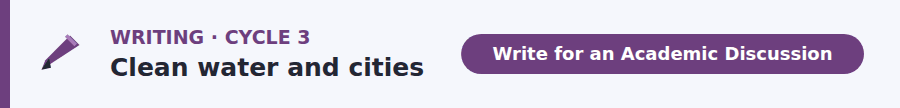 WRITING · CYCLE 3
Clean water and cities
Write for an Academic Discussion